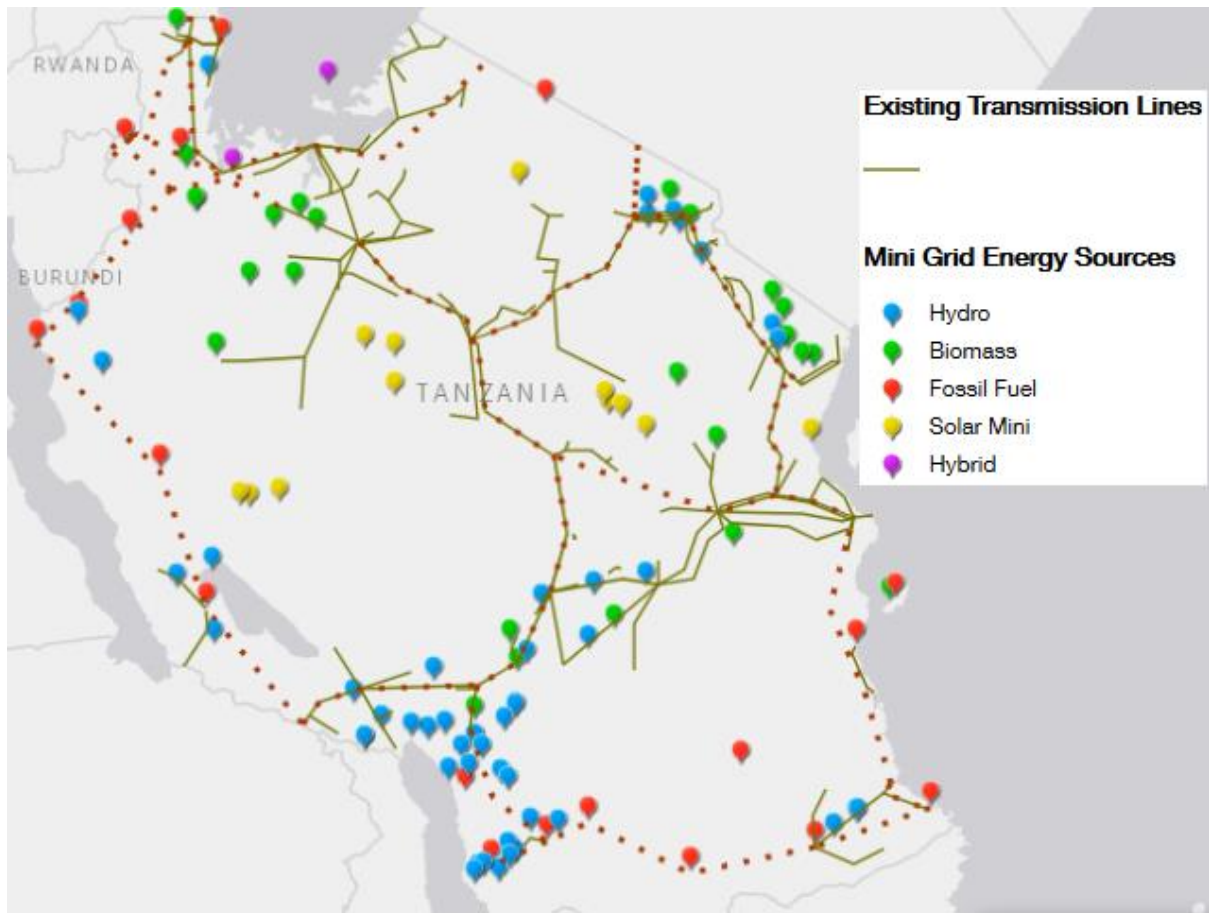 RWANDA
Existing Transmission Lines
Mini Grid Energy Sources
BURUNDI
Hydro
Biomass
TANZANIA
Fossil Fuel
Solar Mini
Hybrid